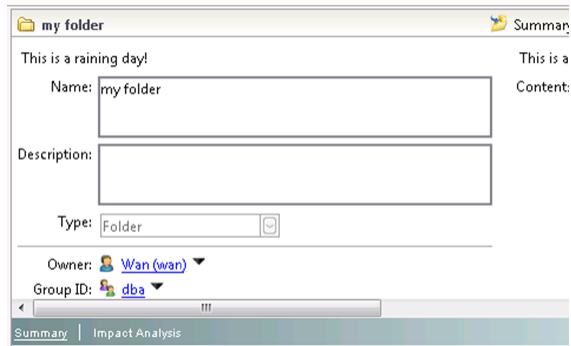 my folder
Summary
This is a raining day!
This is a
Name: my folder
Content:
Description:
Type: Folder
Owner: Wan (wan)
Group ID: dba
Summary | Impact Analysis